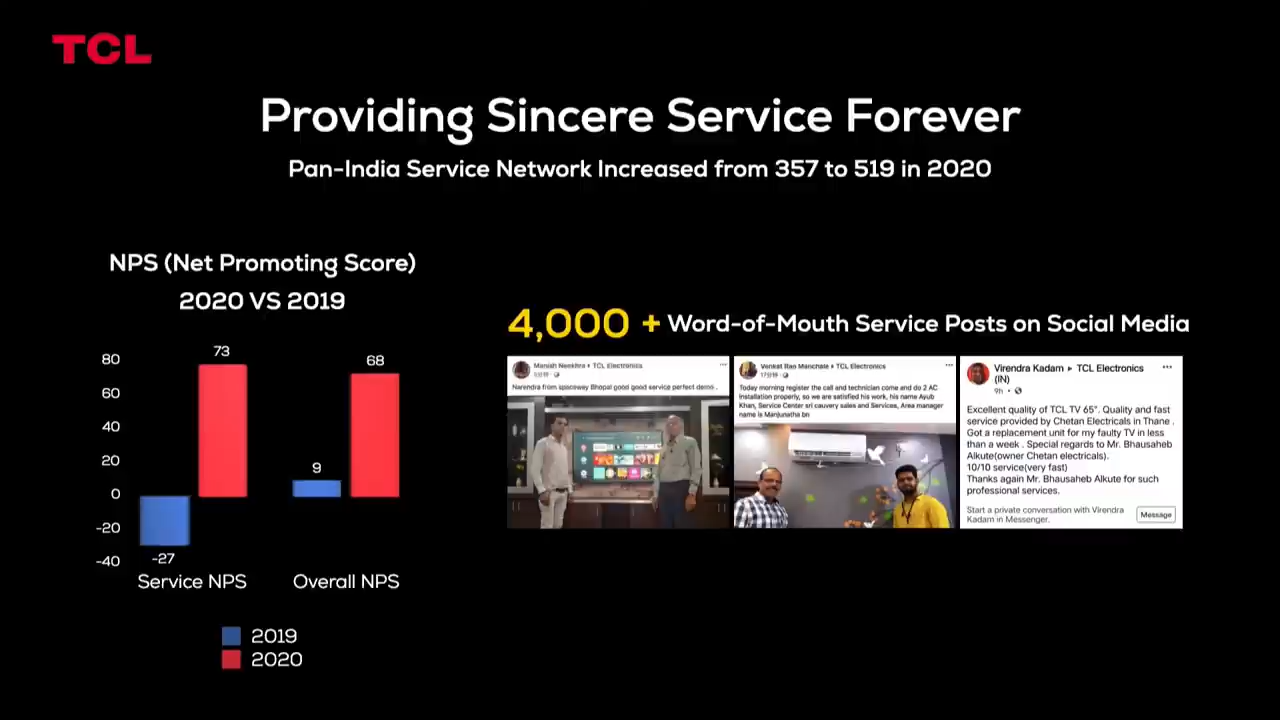 TCL
Providing Sincere Service Forever
Pan-India Service Network Increased from 357 to 519 in 2020
NPS (Net Promoting Score)
2020 VS 2019
80
60
40
20
0
-20
-40
-27
73
9
68
Service NPS
Overall NPS
2019
2020
4,000 + Word-of-Mouth Service Posts on Social Media
Manish Neekhra ▸ TCL Electronics
Narendra from spaceway Bhopal good good service perfect demo .
Venkat Rao Manchale ▸ TCL Electronics
Today morning register the call and technician come and do 2 AC
installation properly, so we are satisfied his work, his name Ayub
Khan, Service Center sri cauvery sales and Services, Area manager
name is Manjunatha bn
Virendra Kadam ▸ TCL Electronics
(IN)
9h
Excellent quality of TCL TV 65". Quality and fast
service provided by Chetan Electricals in Thane .
Got a replacement unit for my faulty TV in less
than a week . Special regards to Mr. Bhausaheb
Alkute(owner Chetan electricals).
10/10 service(very fast)
Thanks again Mr. Bhausaheb Alkute for such
professional services.
Start a private conversation with Virendra
Kadam in Messenger.
Message